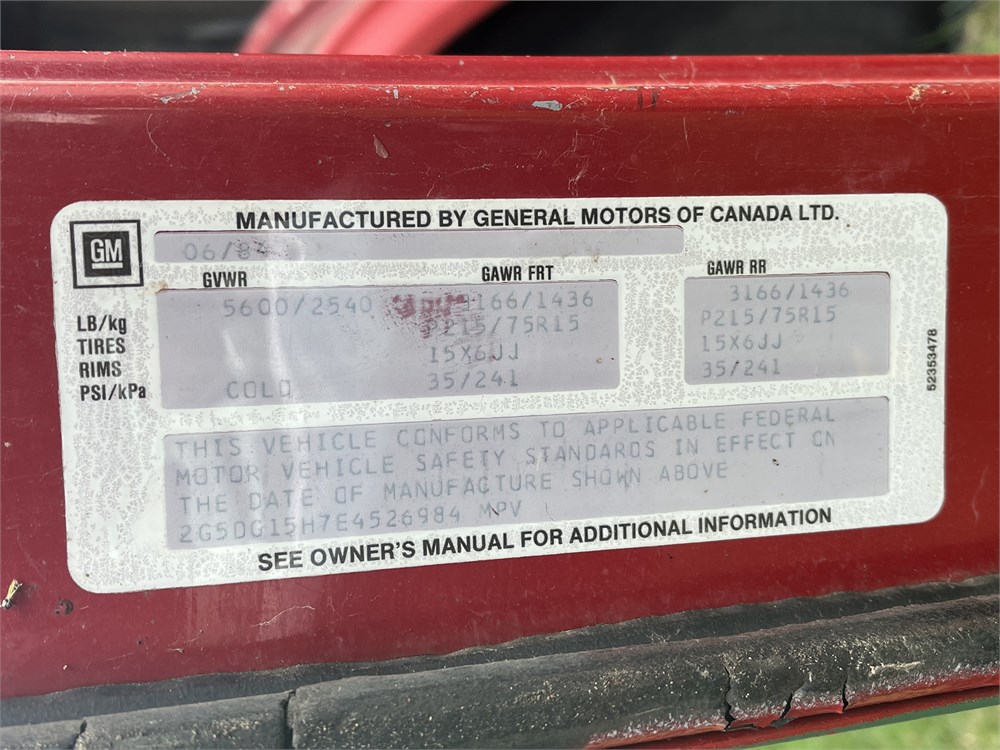 MANUFACTURED BY GENERAL MOTORS OF CANADA LTD.
GM
06/84
GVWR GAWR FRT GAWR RR
LB/kg 5600/2540 3166/1436 3166/1436
TIRES P215/75R15 P215/75R15
RIMS 15X6JJ 15X6JJ
PSI/kPa COLD 35/241 35/241
THIS VEHICLE CONFORMS TO APPLICABLE FEDERAL
MOTOR VEHICLE SAFETY STANDARDS IN EFFECT ON
THE DATE OF MANUFACTURE SHOWN ABOVE
2G5DG15H7E4526984 MPV
SEE OWNER'S MANUAL FOR ADDITIONAL INFORMATION
52353478